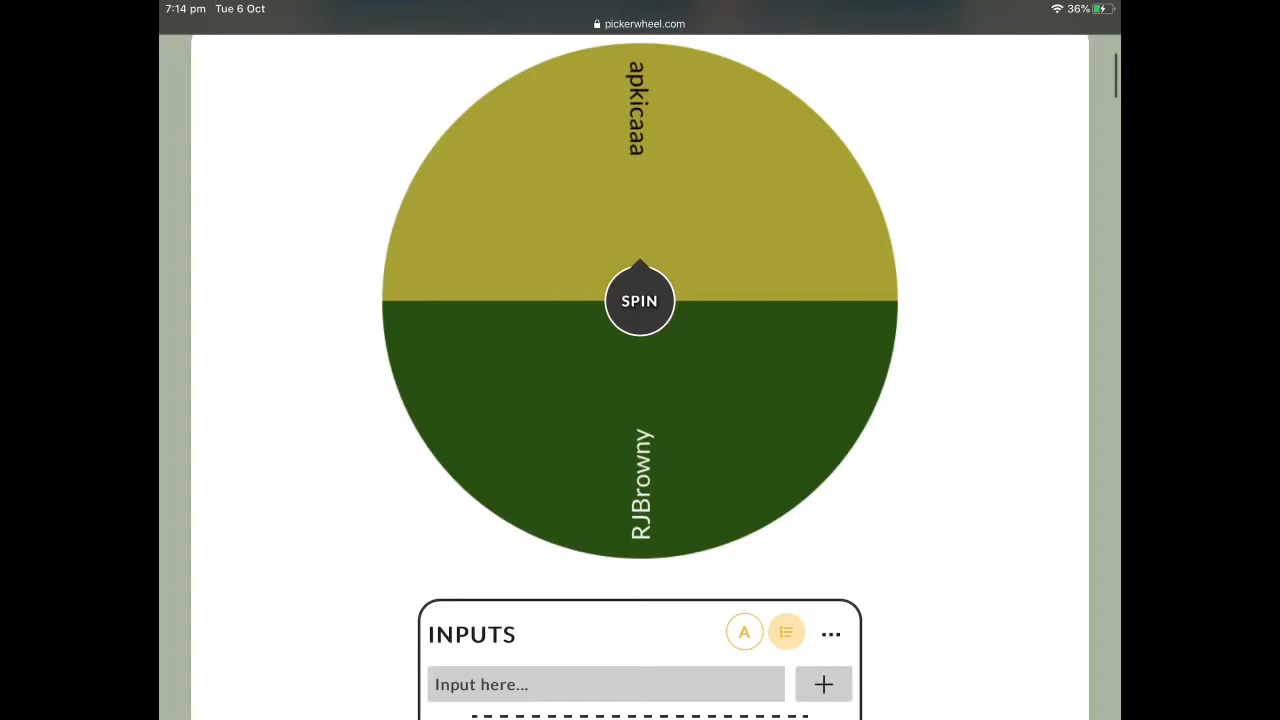 7:14 pm Tue 6 Oct
36%
pickerwheel.com
apkicaaa
SPIN
RJBrowny
INPUTS
A
...
Input here...
+